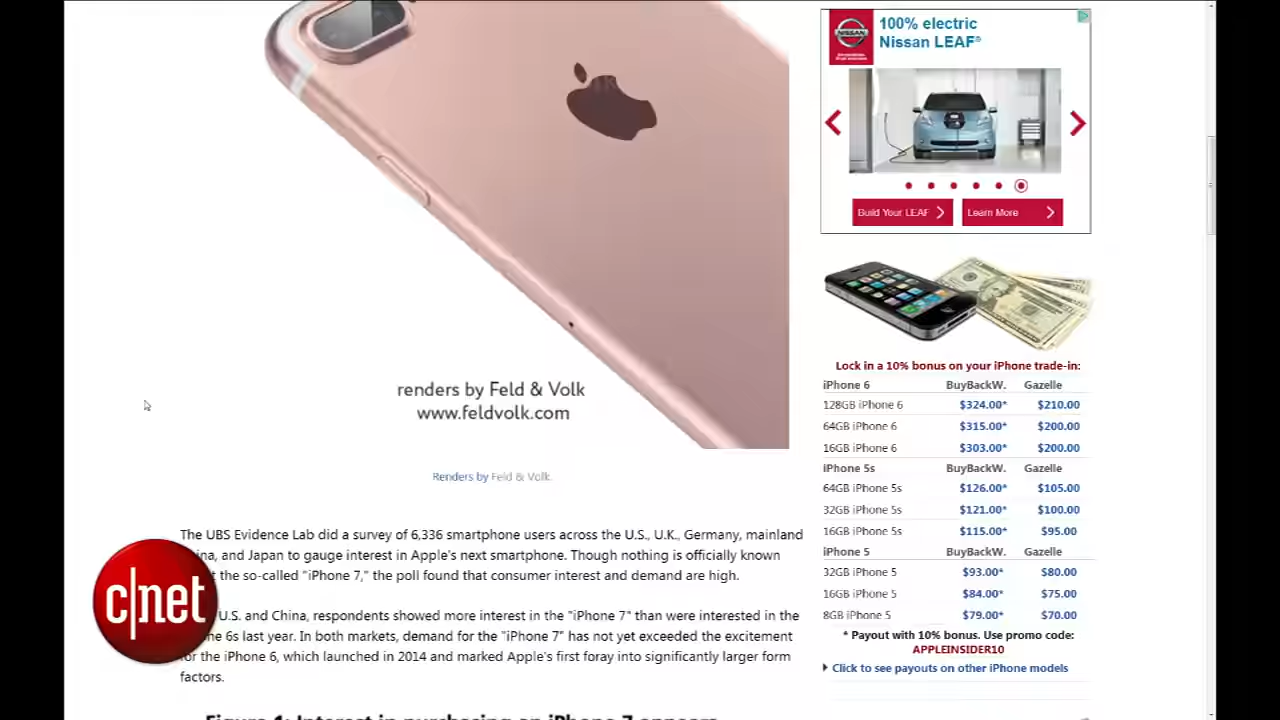 100% electric
Nissan LEAF®
NISSAN
Build Your LEAF
Learn More
renders by Feld & Volk
www.feldvolk.com
Renders by Feld & Volk.
The UBS Evidence Lab did a survey of 6,336 smartphone users across the U.S., U.K., Germany, mainland
and Japan to gauge interest in Apple's next smartphone. Though nothing is officially known
the so-called "iPhone 7," the poll found that consumer interest and demand are high.
U.S. and China, respondents showed more interest in the "iPhone 7" than were interested in the
6s last year. In both markets, demand for the "iPhone 7" has not yet exceeded the excitement
for the iPhone 6, which launched in 2014 and marked Apple's first foray into significantly larger form
factors.
Figure 1: Interest in purchasing an iPhone 7 appears
c|net
Lock in a 10% bonus on your iPhone trade-in:
iPhone 6 BuyBackW. Gazelle
128GB iPhone 6 $324.00* $210.00
64GB iPhone 6 $315.00* $200.00
16GB iPhone 6 $303.00* $200.00
iPhone 5s BuyBackW. Gazelle
64GB iPhone 5s $126.00* $105.00
32GB iPhone 5s $121.00* $100.00
16GB iPhone 5s $115.00* $95.00
iPhone 5 BuyBackW. Gazelle
32GB iPhone 5 $93.00* $80.00
16GB iPhone 5 $84.00* $75.00
8GB iPhone 5 $79.00* $70.00
* Payout with 10% bonus. Use promo code:
APPLEINSIDER10
Click to see payouts on other iPhone models